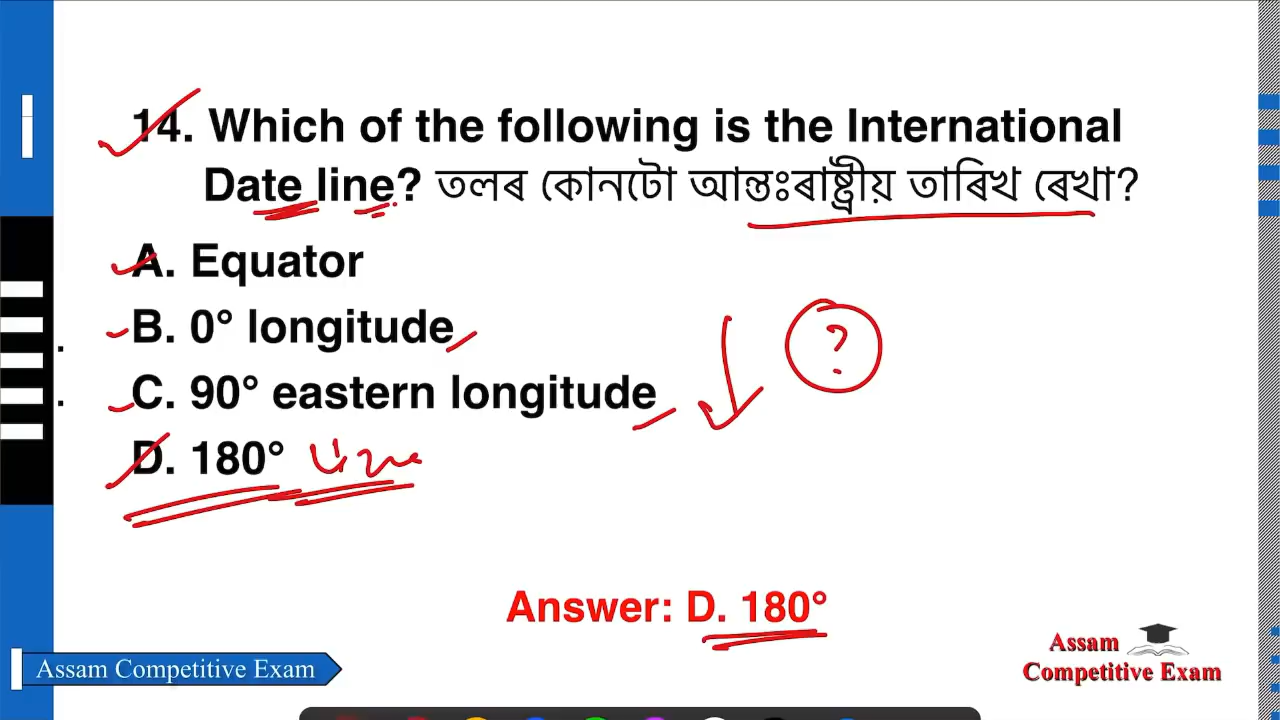 14. Which of the following is the International
Date line? তলৰ কোনটো আন্তঃৰাষ্ট্ৰীয় তাৰিখ ৰেখা?
A. Equator
B. 0° longitude
?
C. 90° eastern longitude
D. 180°
Answer: D. 180°
Assam Competitive Exam
Assam
Competitive Exam